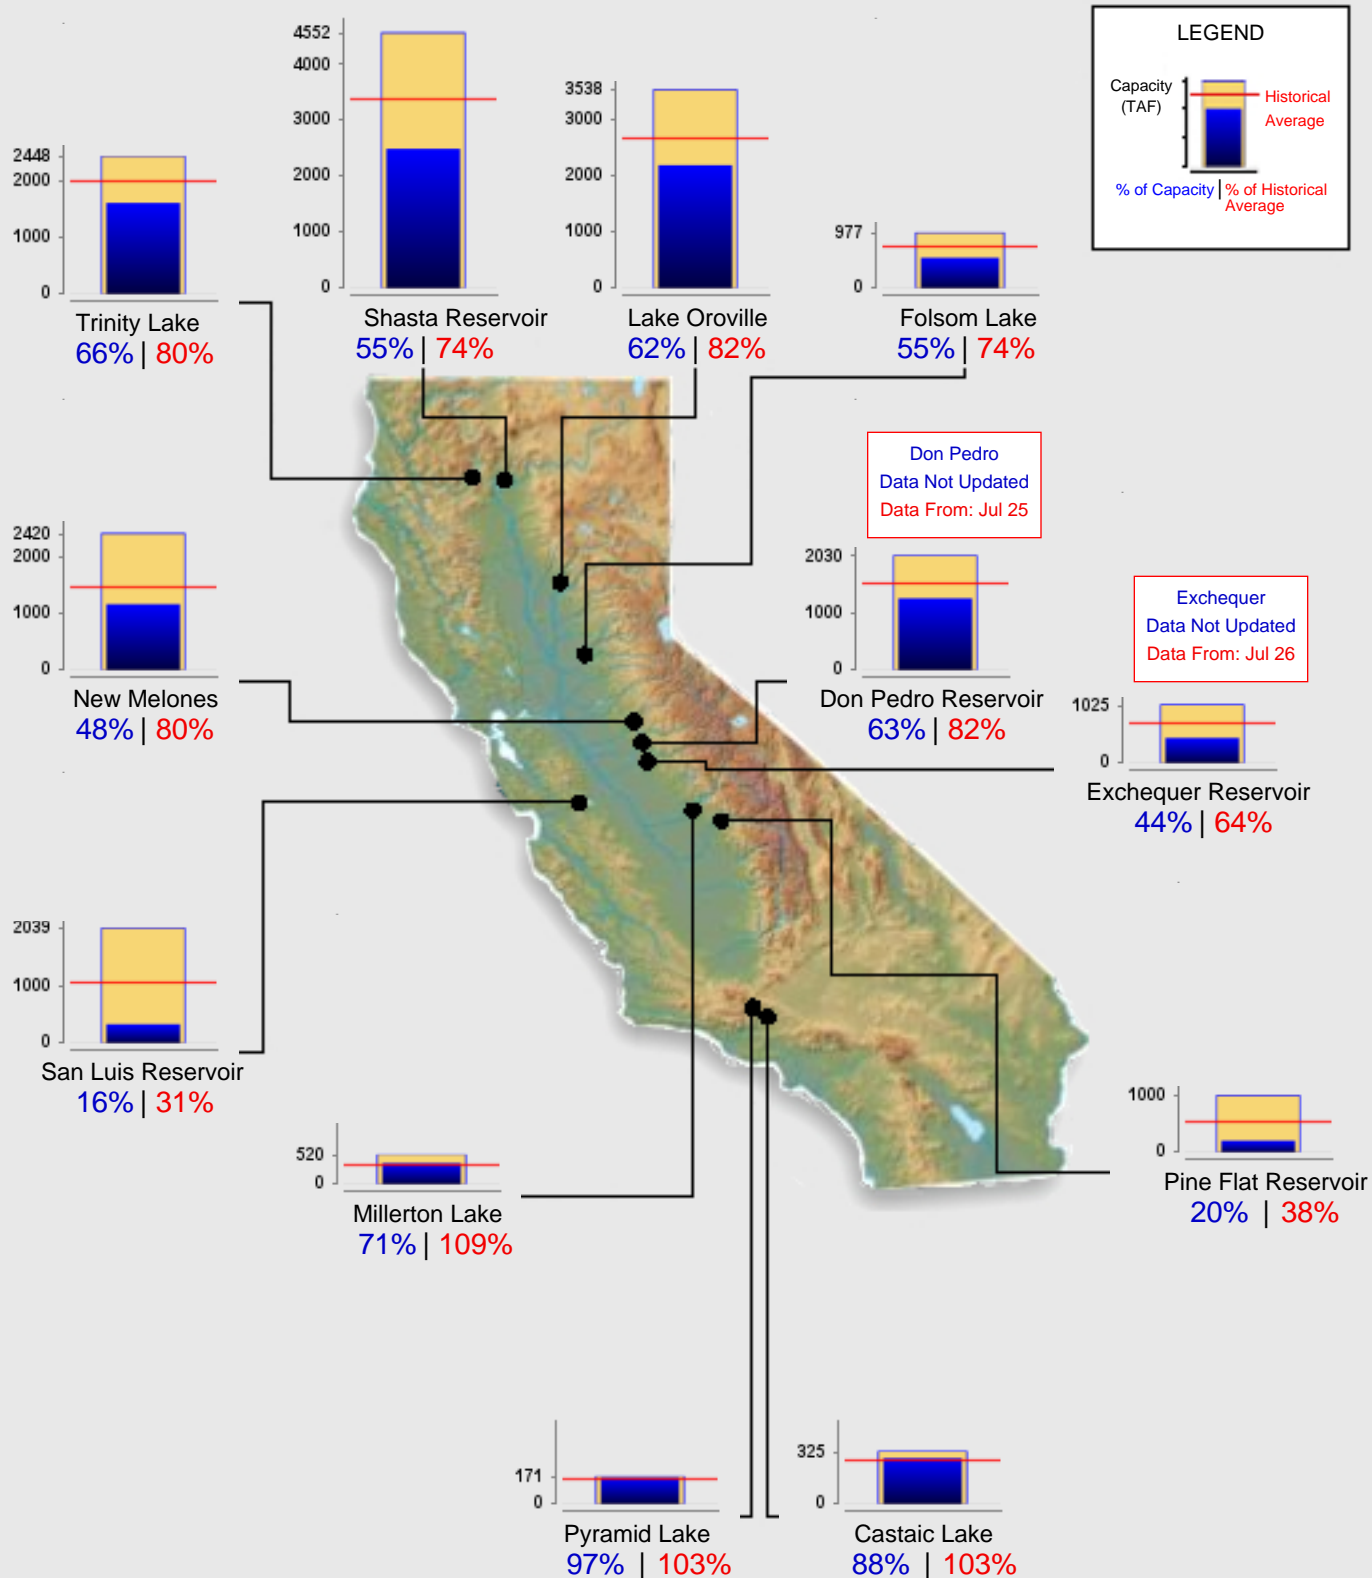 LEGEND
Capacity
(TAF)
Historical
Average
% of Capacity | % of Historical
Average
4552
4000
3000
2000
1000
0
Shasta Reservoir
55% | 74%
3538
3000
2000
1000
0
Lake Oroville
62% | 82%
2448
2000
1000
0
Trinity Lake
66% | 80%
977
0
Folsom Lake
55% | 74%
Don Pedro
Data Not Updated
Data From: Jul 25
2420
2000
1000
0
New Melones
48% | 80%
2030
1000
0
Don Pedro Reservoir
63% | 82%
Exchequer
Data Not Updated
Data From: Jul 26
1025
0
Exchequer Reservoir
44% | 64%
2039
1000
0
San Luis Reservoir
16% | 31%
520
0
Millerton Lake
71% | 109%
1000
0
Pine Flat Reservoir
20% | 38%
171
0
Pyramid Lake
97% | 103%
325
0
Castaic Lake
88% | 103%